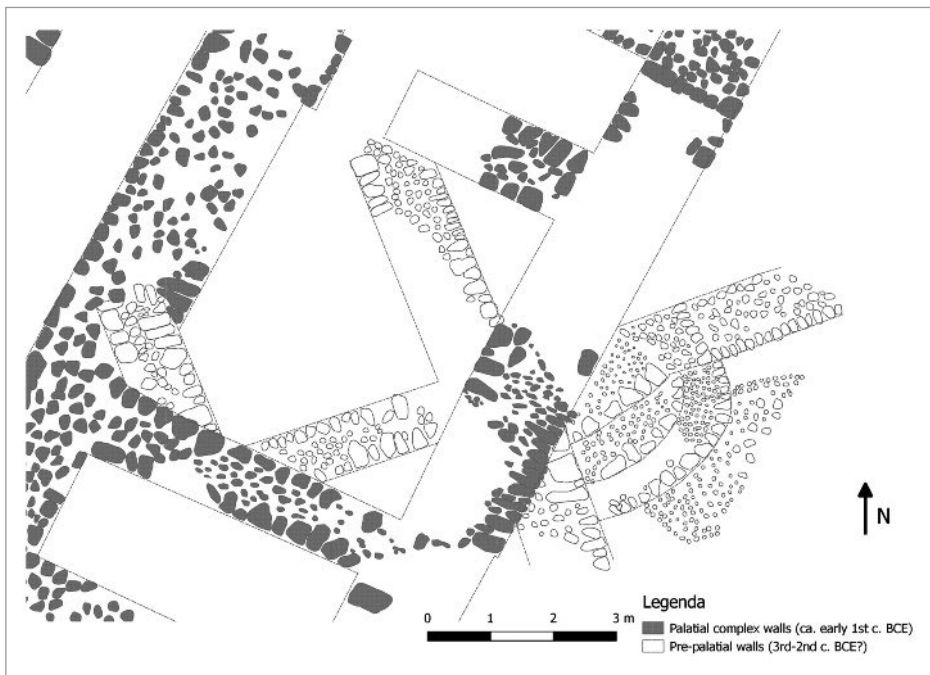 N
Legenda
0 1 2 3 m
Palatial complex walls (ca. early 1st c. BCE)
Pre-palatial walls (3rd-2nd c. BCE?)